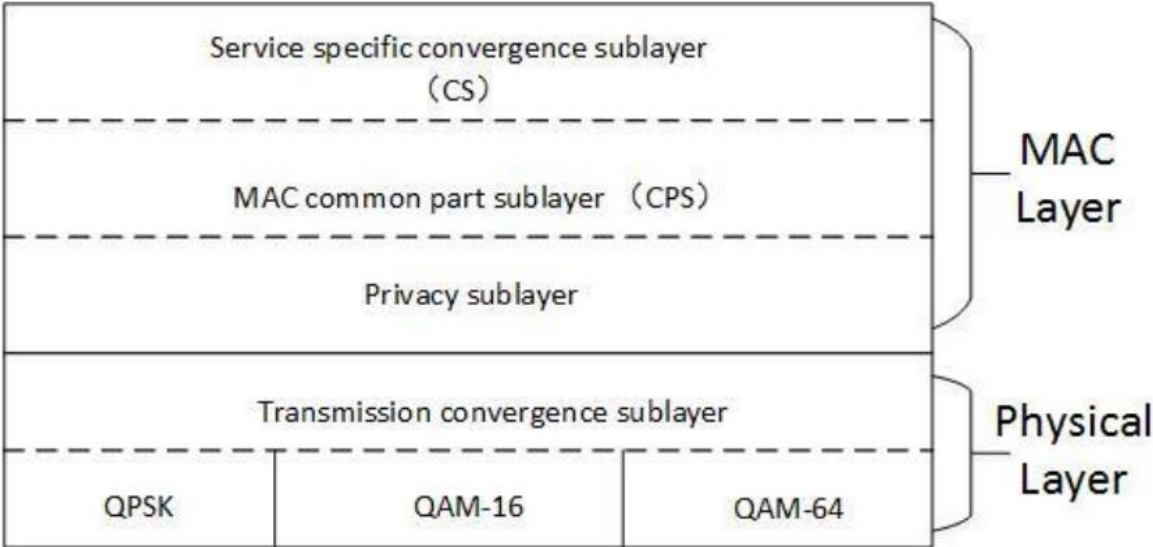 Service specific convergence sublayer
（CS）
MAC common part sublayer （CPS）
Privacy sublayer
MAC
Layer
Transmission convergence sublayer
QPSK
QAM-16
QAM-64
Physical
Layer